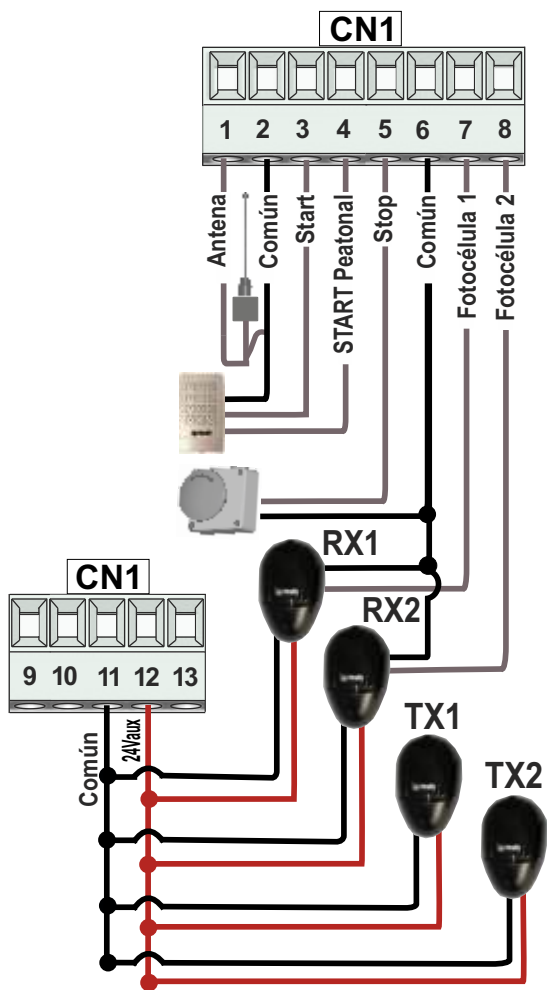 CN1
1 2 3 4 5 6 7 8
Antena
Común
Start
START Peatonal
Stop
Común
Fotocélula 1
Fotocélula 2
RX1
CN1
RX2
9 10 11 12 13
Común
24Vaux
TX1
TX2